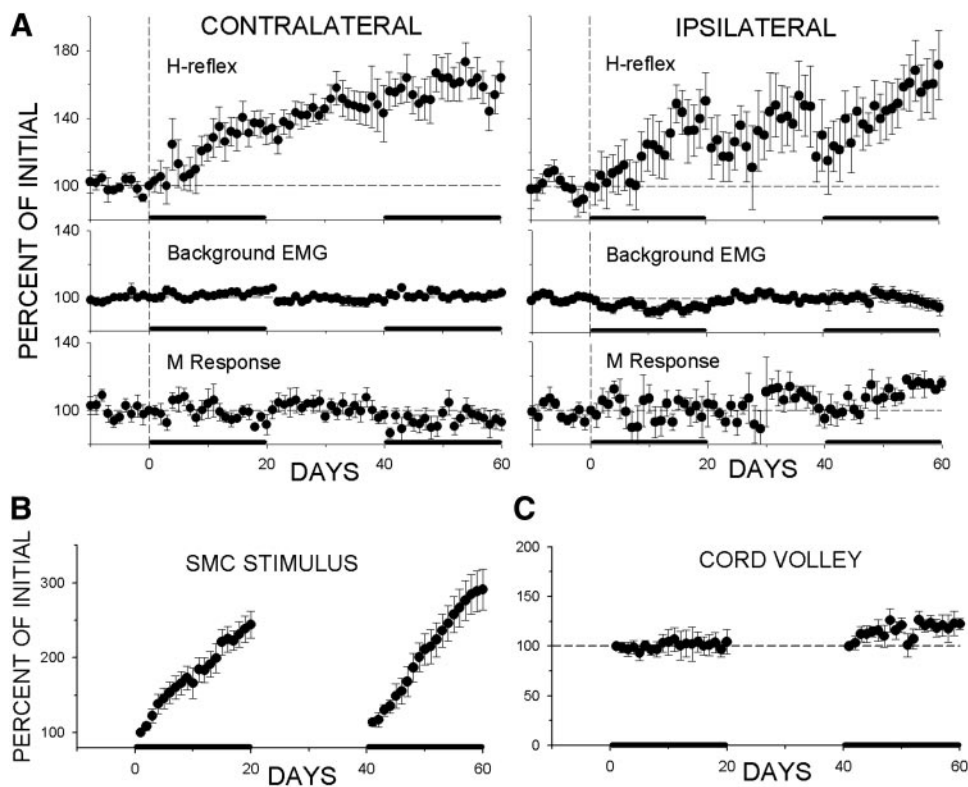 A
CONTRALATERAL
IPSILATERAL
PERCENT OF INITIAL
180
140
100
H-reflex
H-reflex
140
100
Background EMG
Background EMG
140
100
M Response
M Response
0 20 40 60
DAYS
0 20 40 60
DAYS
B
SMC STIMULUS
PERCENT OF INITIAL
300
200
100
0 20 40 60
DAYS
C
CORD VOLLEY
200
150
100
50
0
0 20 40 60
DAYS